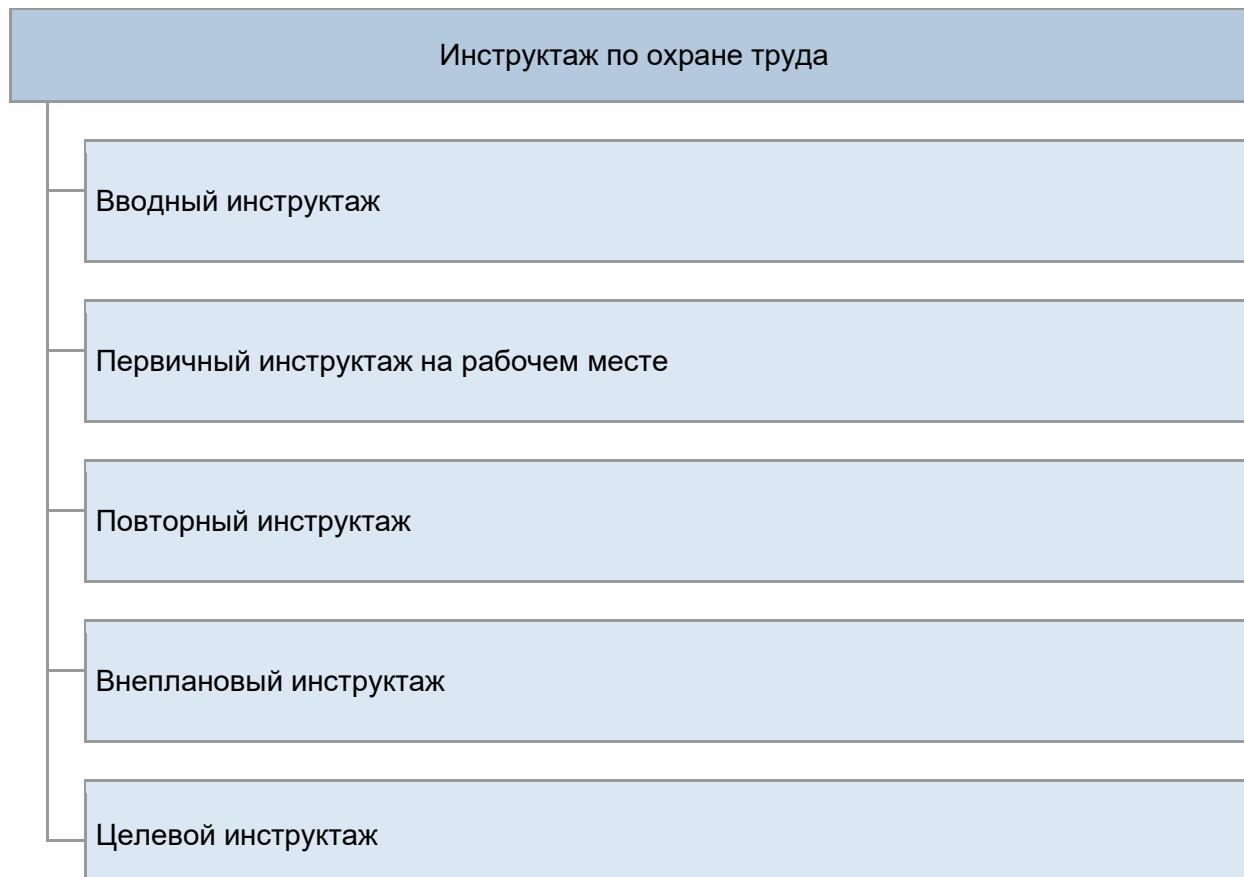 Инструктаж по охране труда
Вводный инструктаж
Первичный инструктаж на рабочем месте
Повторный инструктаж
Внеплановый инструктаж
Целевой инструктаж